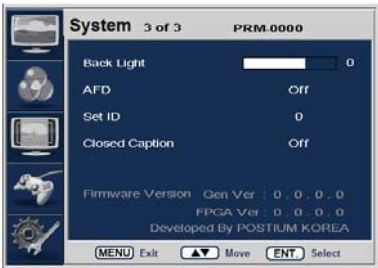 System 3 of 3 PRM-0000
Back Light 0
AFD Off
Set ID 0
Closed Caption Off
Firmware Version Gen Ver : 0 . 0 . 0 . 0
FPGA Ver : 0 . 0 . 0 . 0
Developed By POSTIUM KOREA
MENU Exit ▲▼ Move ENT. Select